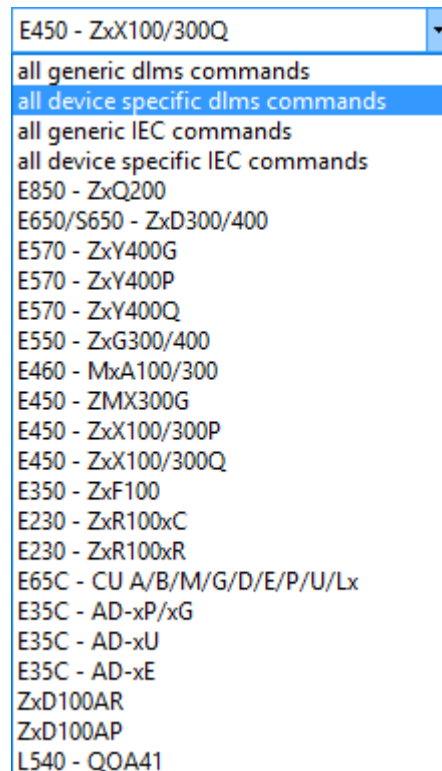 E450 - ZxX100/300Q
all generic dlms commands
all device specific dlms commands
all generic IEC commands
all device specific IEC commands
E850 - ZxQ200
E650/S650 - ZxD300/400
E570 - ZxY400G
E570 - ZxY400P
E570 - ZxY400Q
E550 - ZxG300/400
E460 - MxA100/300
E450 - ZMX300G
E450 - ZxX100/300P
E450 - ZxX100/300Q
E350 - ZxF100
E230 - ZxR100xC
E230 - ZxR100xR
E65C - CU A/B/M/G/D/E/P/U/Lx
E35C - AD-xP/xG
E35C - AD-xU
E35C - AD-xE
ZxD100AR
ZxD100AP
L540 - QOA41